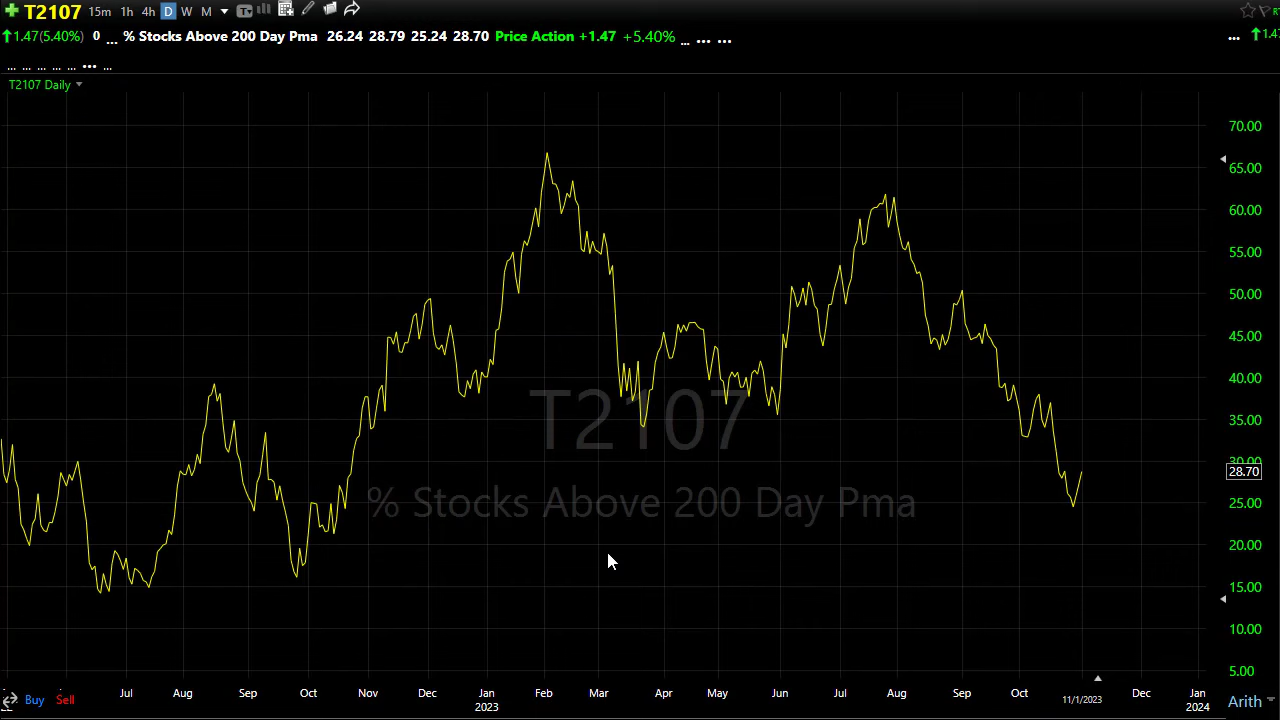 T2107 15m 1h 4h D W M T
1.47(5.40%) 0 ... % Stocks Above 200 Day Pma 26.24 28.79 25.24 28.70 Price Action +1.47 +5.40% ... ... ... ... 1.47
... ... ... ... ... ... ...
T2107 Daily
70.00
65.00
60.00
55.00
50.00
45.00
40.00
35.00
30.00
28.70
25.00
20.00
15.00
10.00
5.00
T2107
% Stocks Above 200 Day Pma
Jul Aug Sep Oct Nov Dec Jan Feb Mar Apr May Jun Jul Aug Sep Oct 11/1/2023 Dec Jan
2023 2024
Buy Sell Arith